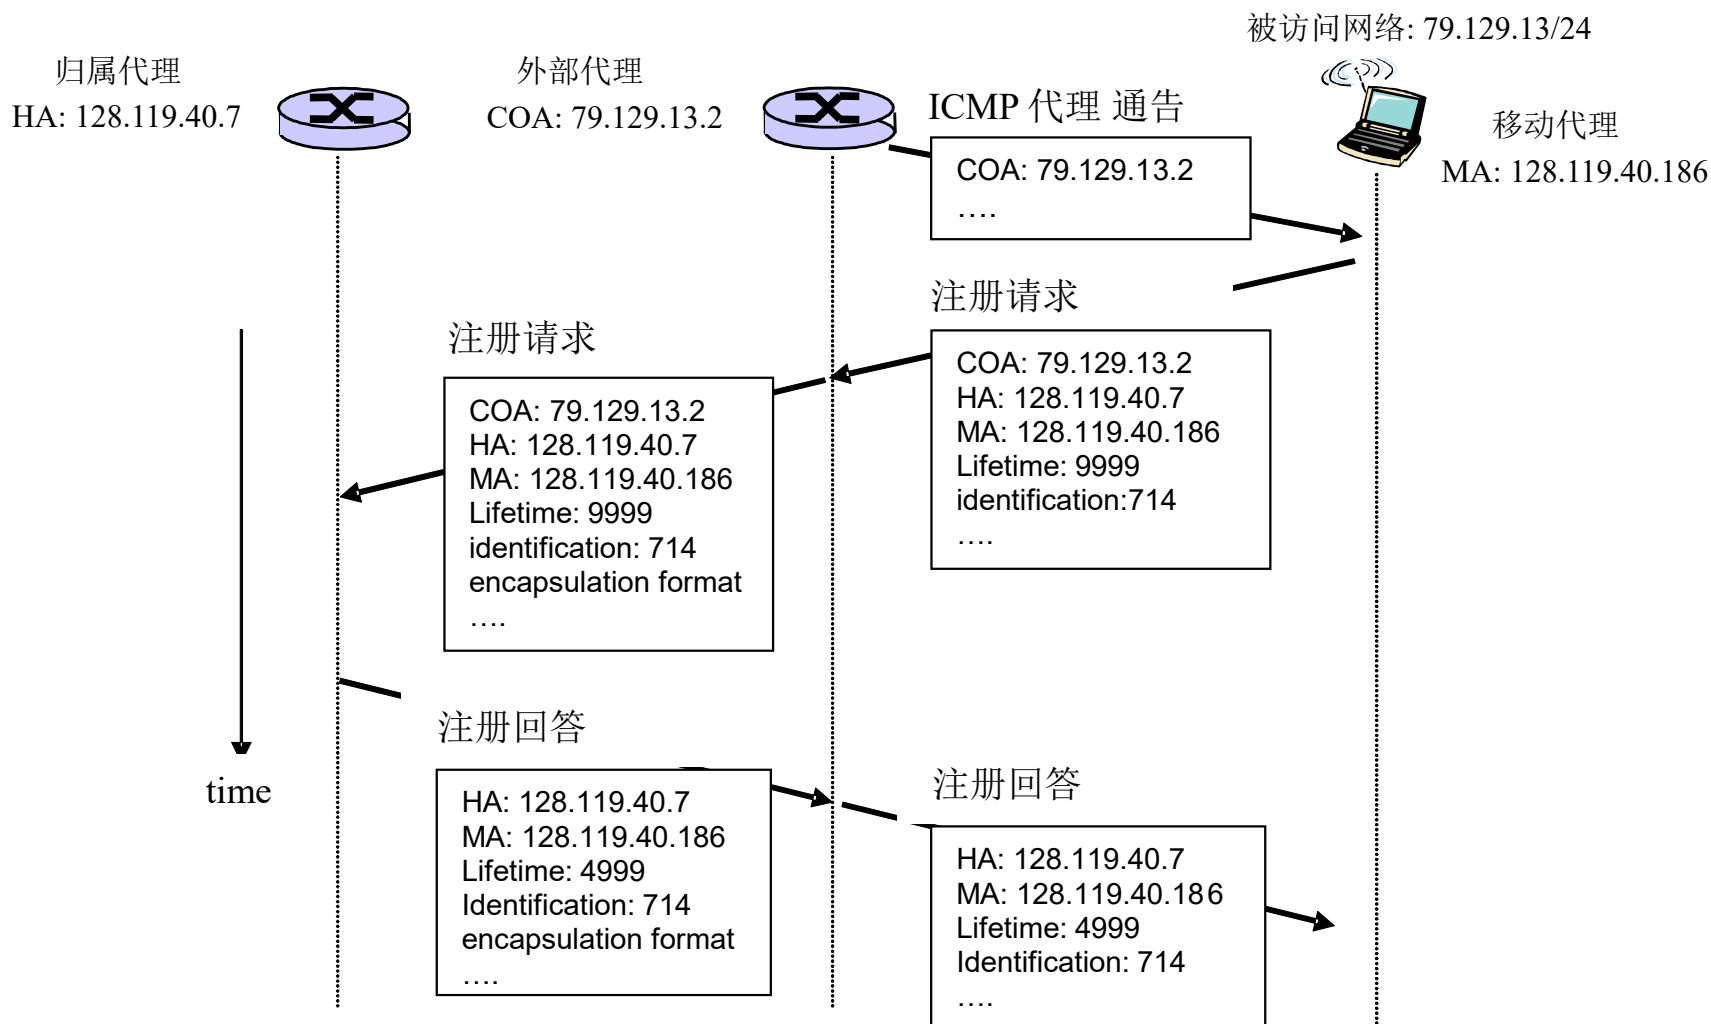 被访问网络: 79.129.13/24
归属代理
HA: 128.119.40.7
外部代理
COA: 79.129.13.2
ICMP 代理 通告
移动代理
MA: 128.119.40.186
COA: 79.129.13.2
….
注册请求
COA: 79.129.13.2
HA: 128.119.40.7
MA: 128.119.40.186
Lifetime: 9999
identification:714
….
注册请求
COA: 79.129.13.2
HA: 128.119.40.7
MA: 128.119.40.186
Lifetime: 9999
identification: 714
encapsulation format
….
time
注册回答
HA: 128.119.40.7
MA: 128.119.40.186
Lifetime: 4999
Identification: 714
encapsulation format
….
注册回答
HA: 128.119.40.7
MA: 128.119.40.186
Lifetime: 4999
Identification: 714
….